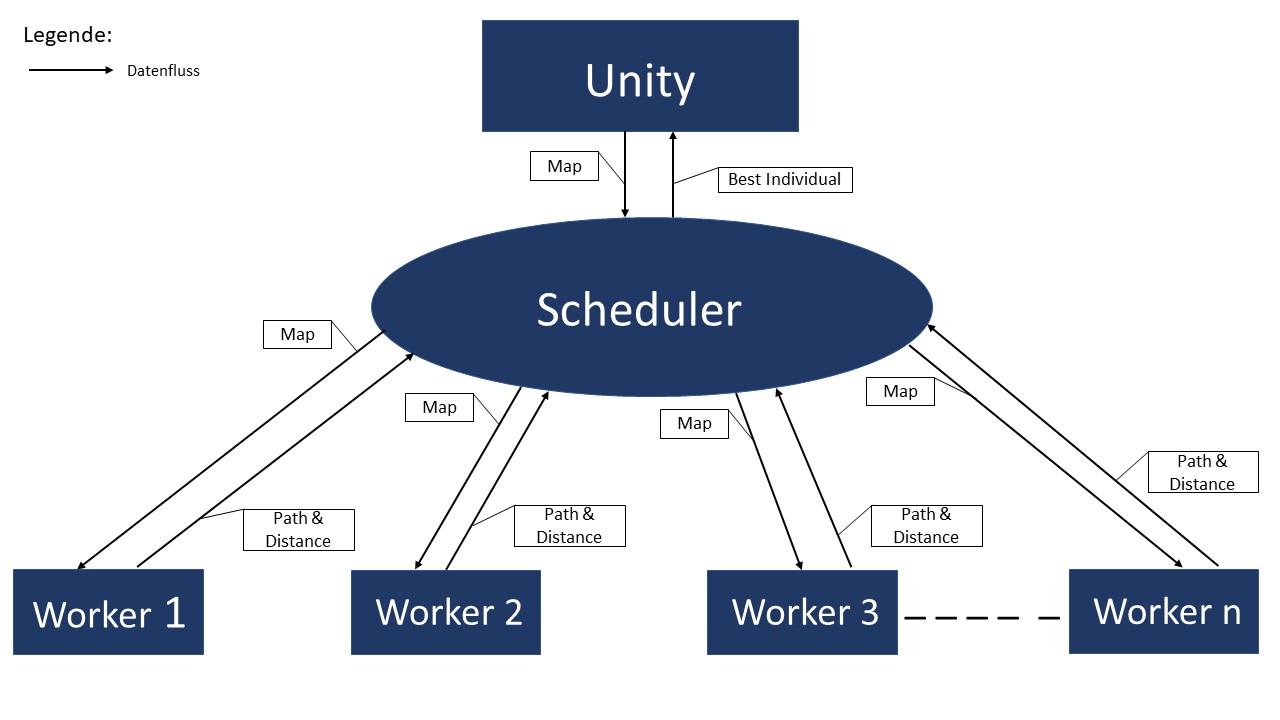 Legende:
Datenfluss
Unity
Map
Best Individual
Scheduler
Map
Map
Map
Map
Path &
Distance
Path &
Distance
Path &
Distance
Path &
Distance
Worker 1
Worker 2
Worker 3
Worker n